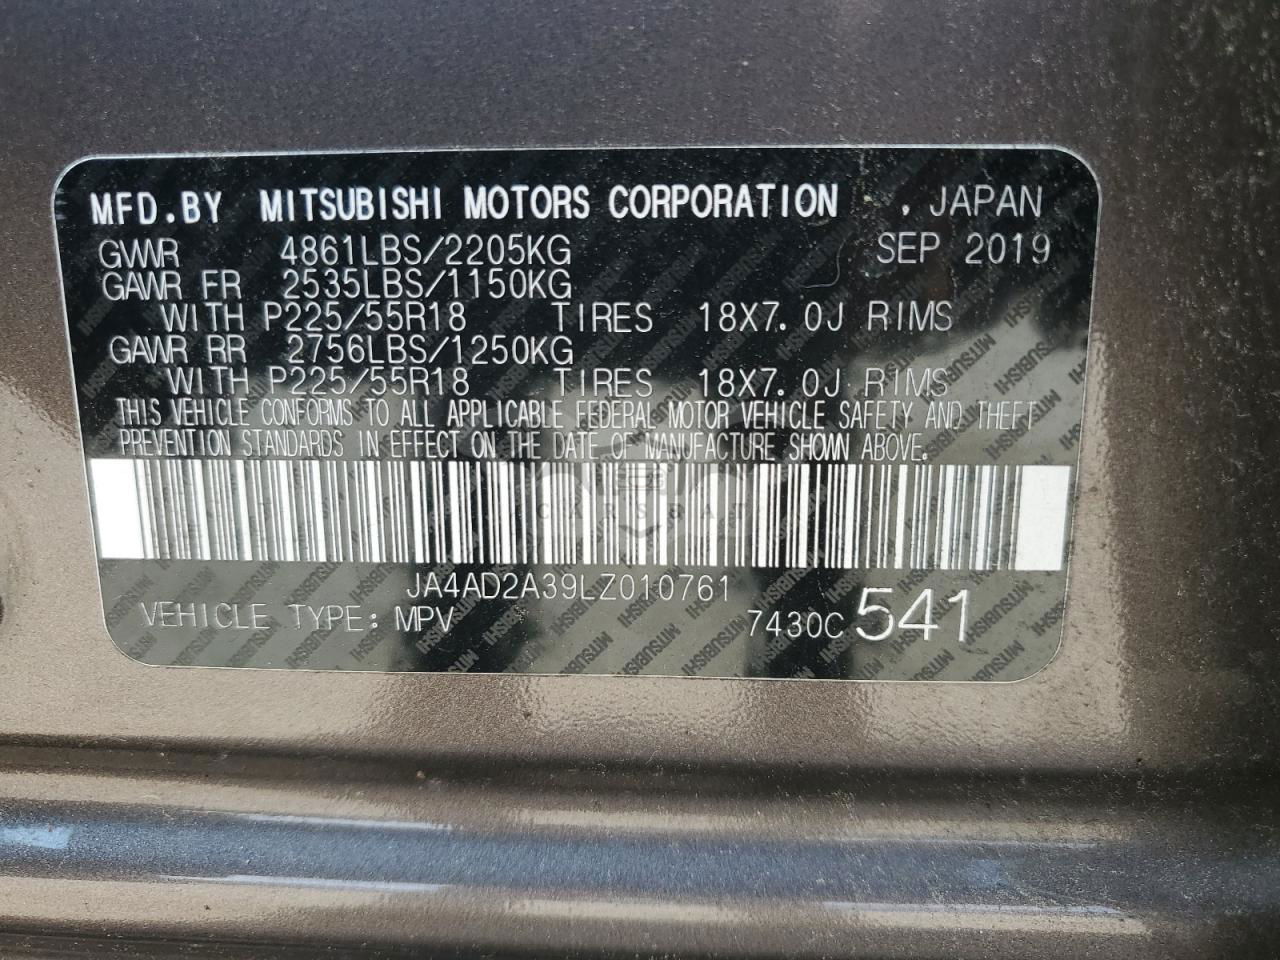 MFD.BY MITSUBISHI MOTORS CORPORATION , JAPAN
GVWR 4861LBS/2205KG SEP 2019
GAWR FR 2535LBS/1150KG
WITH P225/55R18 TIRES 18X7.0J RIMS
GAWR RR 2756LBS/1250KG
WITH P225/55R18 TIRES 18X7.0J RIMS
THIS VEHICLE CONFORMS TO ALL APPLICABLE FEDERAL MOTOR VEHICLE SAFETY AND THEFT
PREVENTION STANDARDS IN EFFECT ON THE DATE OF MANUFACTURE SHOWN ABOVE.
JA4AD2A39LZ010761
VEHICLE TYPE: MPV 7430C 541